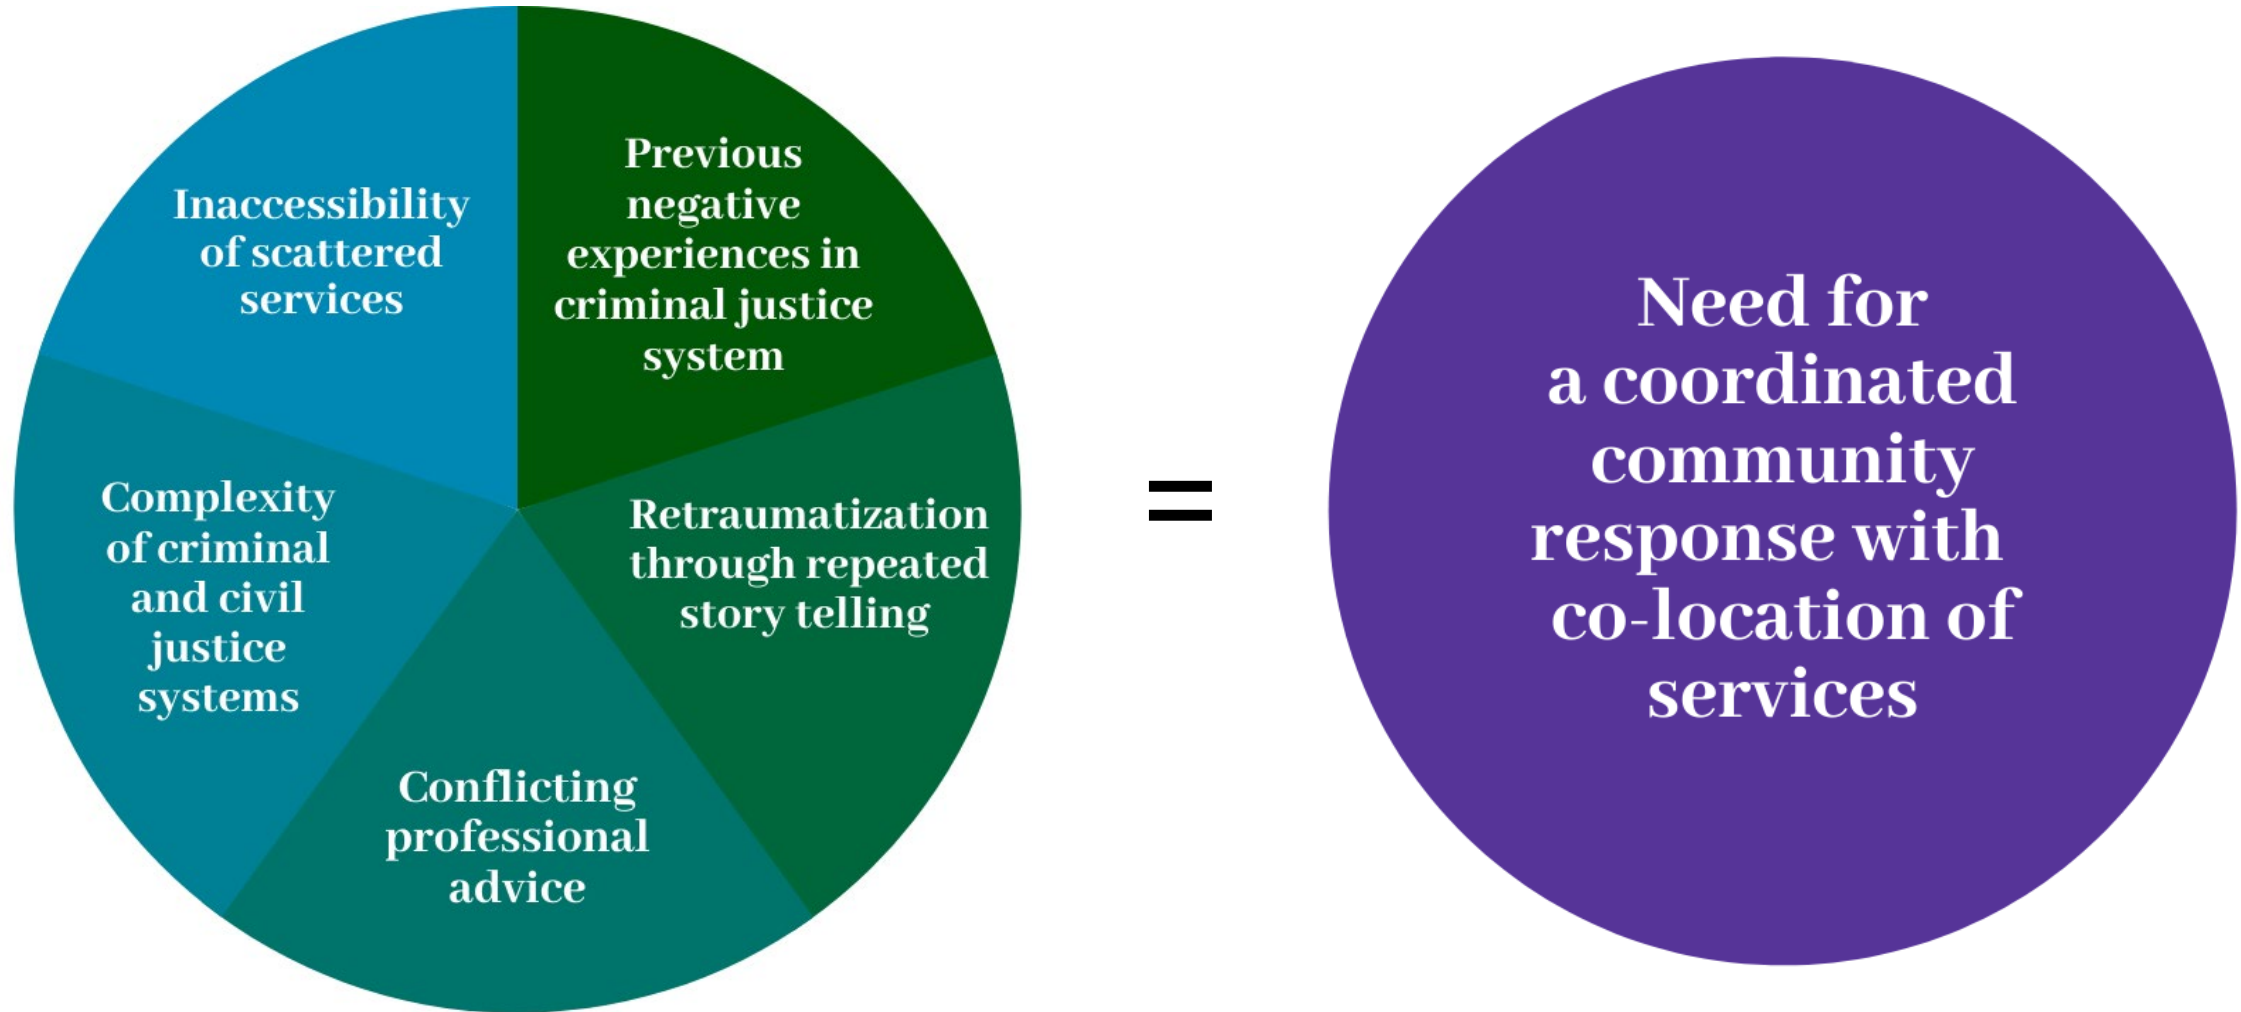 Previous
negative
experiences in
criminal justice
system
Retraumatization
through repeated
story telling
Conflicting
professional
advice
Complexity
of criminal
and civil
justice
systems
Inaccessibility
of scattered
services
=
Need for
a coordinated
community
response with
co-location of
services